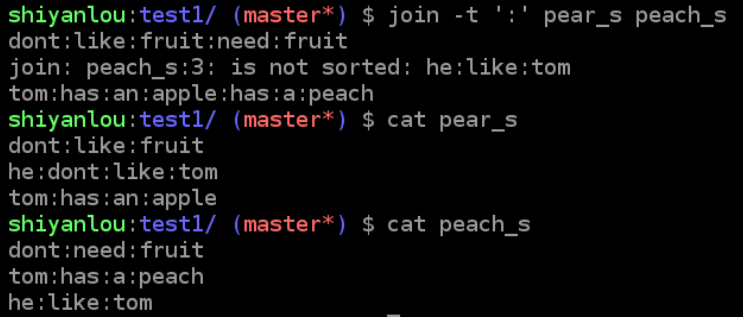 shiyanlou:test1/ (master*) $ join -t ':' pear_s peach_s
dont:like:fruit:need:fruit
join: peach_s:3: is not sorted: he:like:tom
tom:has:an:apple:has:a:peach
shiyanlou:test1/ (master*) $ cat pear_s
dont:like:fruit
he:dont:like:tom
tom:has:an:apple
shiyanlou:test1/ (master*) $ cat peach_s
dont:need:fruit
tom:has:a:peach
he:like:tom